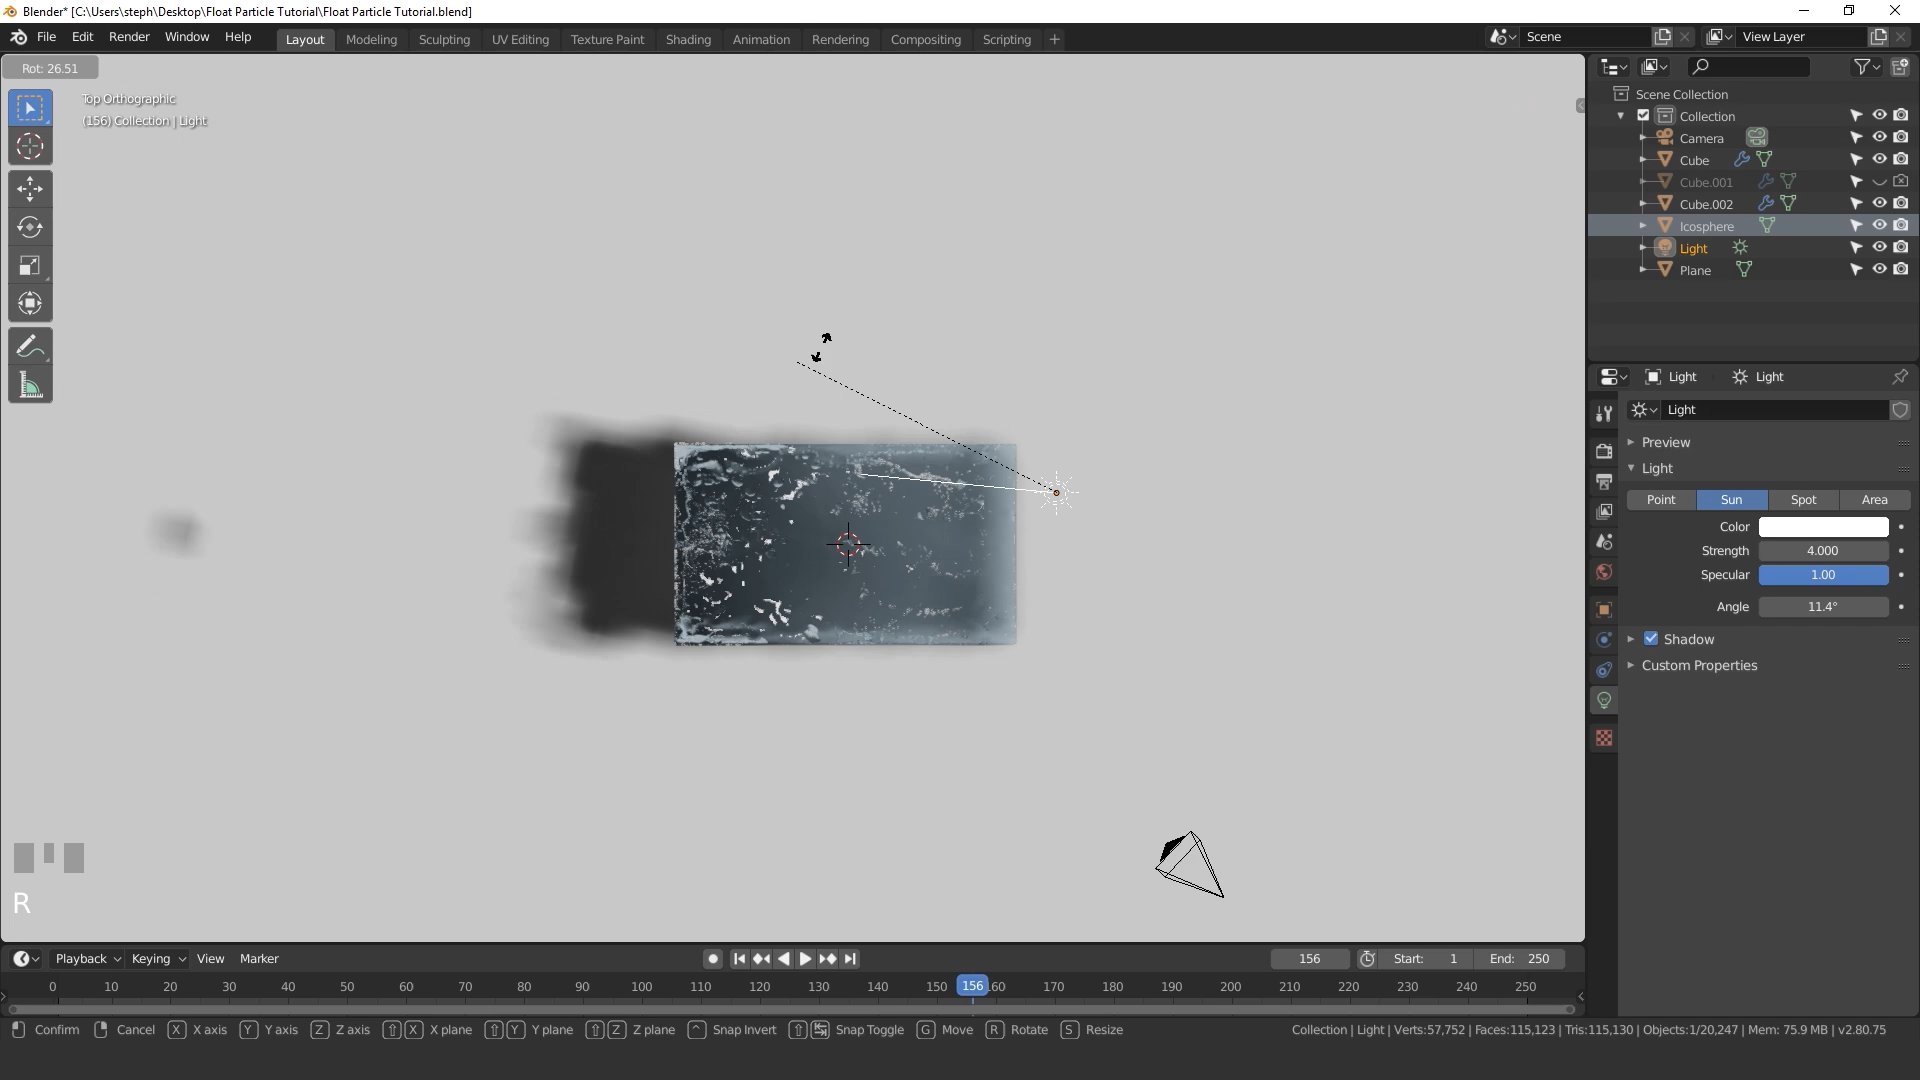 Blender* [C:\Users\steph\Desktop\Float Particle Tutorial\Float Particle Tutorial.blend]
File Edit Render Window Help Layout Modeling Sculpting UV Editing Texture Paint Shading Animation Rendering Compositing Scripting + Scene View Layer
Rot: 26.51
Top Orthographic
(156) Collection | Light
Scene Collection
Collection
Camera
Cube
Cube.001
Cube.002
Icosphere
Light
Plane
Light Light
Light
Preview
Light
Point Sun Spot Area
Color
Strength 4.000
Specular 1.00
Angle 11.4°
Shadow
Custom Properties
R
Playback Keying View Marker 156 Start: 1 End: 250
0 10 20 30 40 50 60 70 80 90 100 110 120 130 140 150 156 160 170 180 190 200 210 220 230 240 250
Confirm Cancel X X axis Y Y axis Z Z axis X X plane Y Y plane Z Z plane ^ Snap Invert Snap Toggle G Move R Rotate S Resize Collection | Light | Verts:57,752 | Faces:115,123 | Tris:115,130 | Objects:1/20,247 | Mem: 75.9 MB | v2.80.75